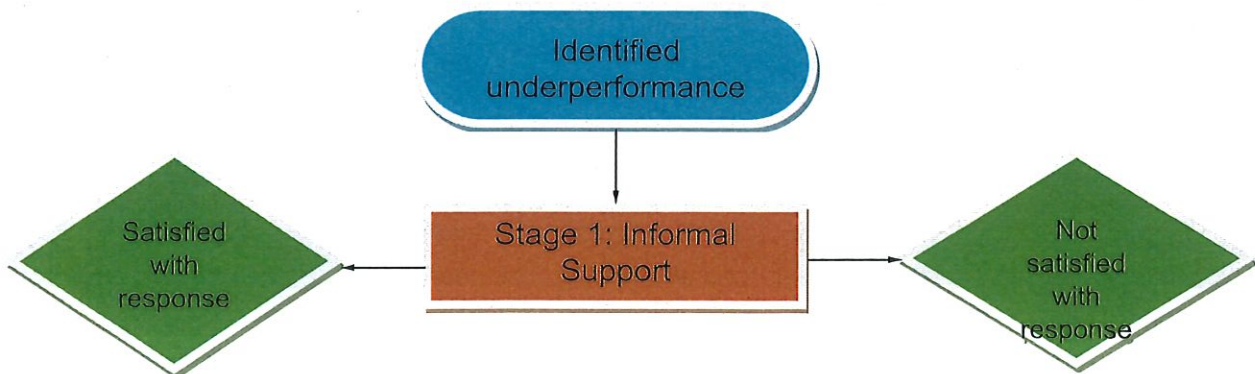 Identified
underperformance
Stage 1: Informal
Support
Satisfied
with
response
Not
satisfied
with
response